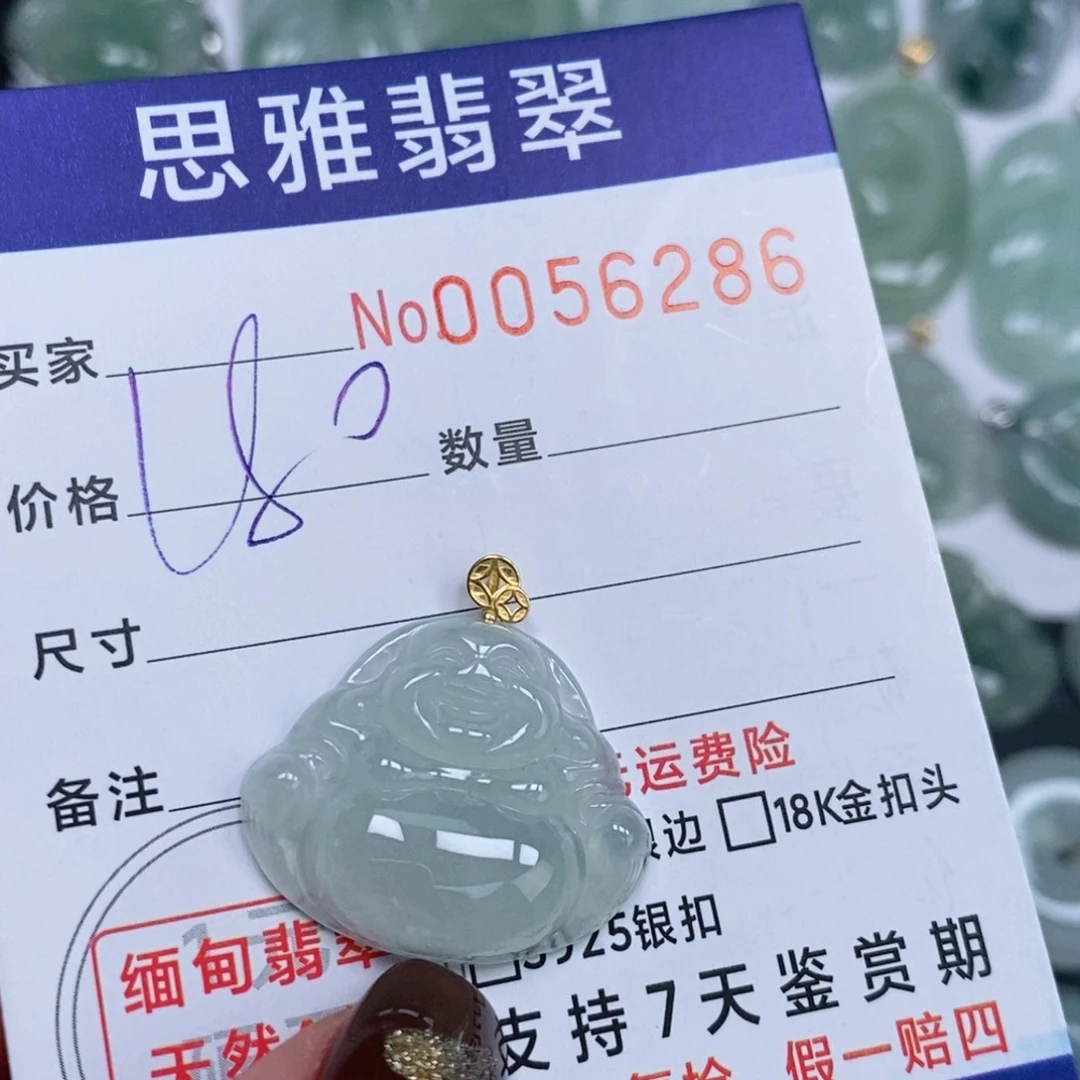 思雅翡翠
No0056286
买家
价格 数量
尺寸
备注
运费险
边 □18K金扣头
925银扣
缅甸翡翠
支持7天鉴赏期
天然
假一赔四